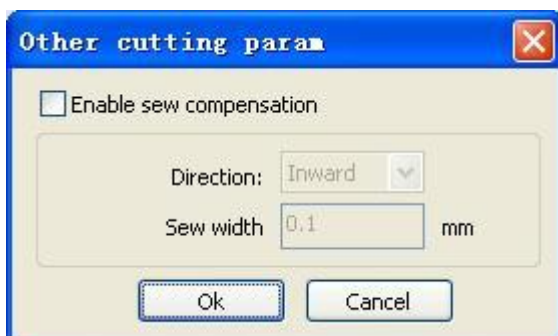 Other cutting param
Enable sew compensation
Direction: Inward
Sew width 0.1 mm
Ok Cancel